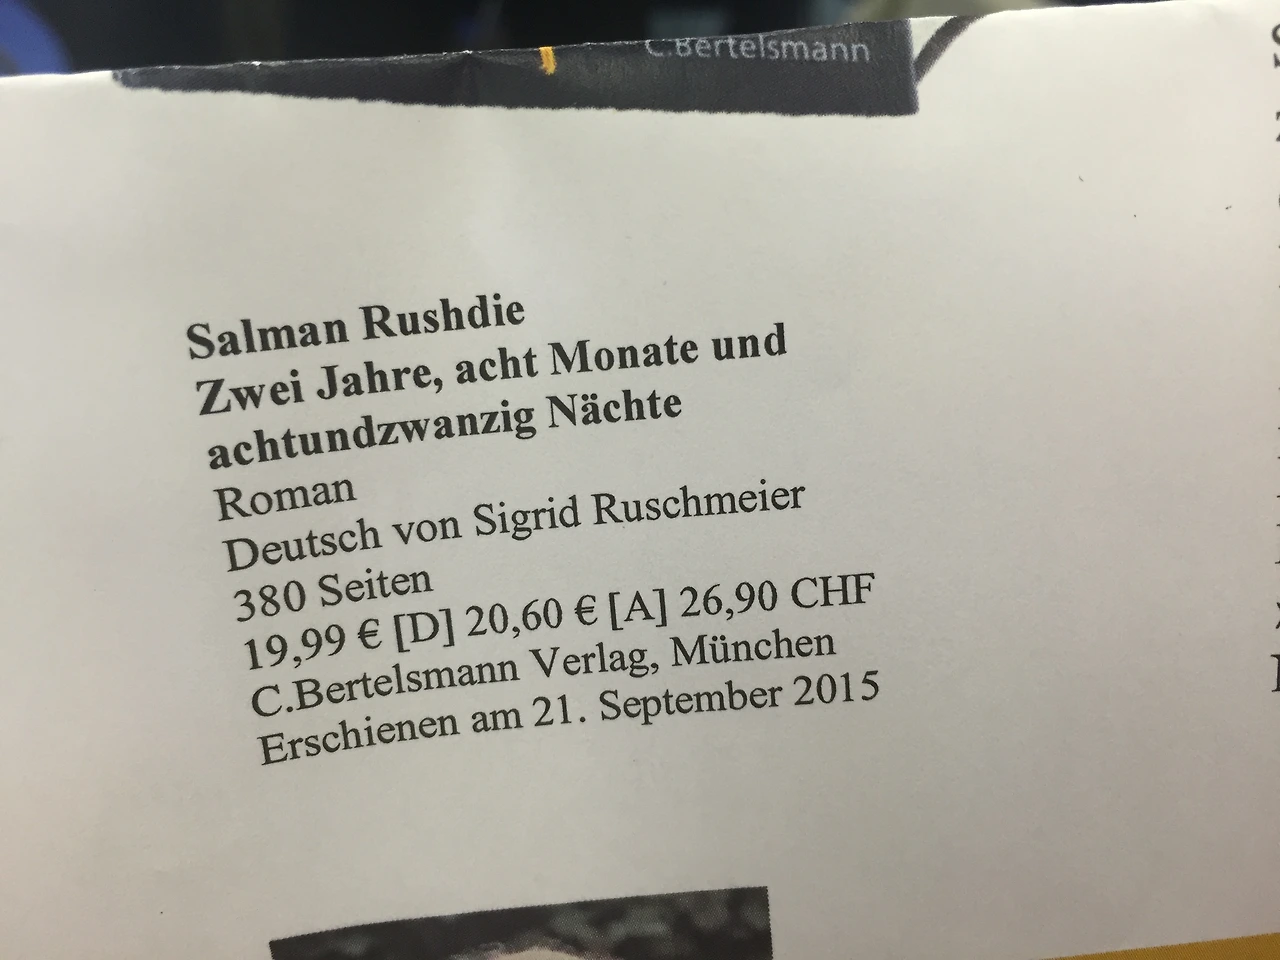 C.Bertelsmann
Salman Rushdie
Zwei Jahre, acht Monate und
achtundzwanzig Nächte
Roman
Deutsch von Sigrid Ruschmeier
380 Seiten
19,99 € [D] 20,60 € [A] 26,90 CHF
C.Bertelsmann Verlag, München
Erschienen am 21. September 2015